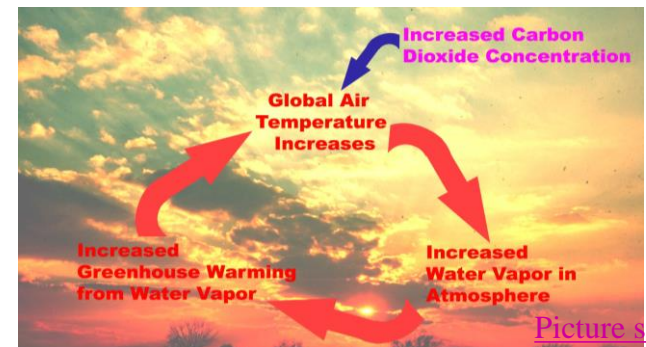 Increased Carbon
Dioxide Concentration
Global Air
Temperature
Increases
Increased
Water Vapor in
Atmosphere
Increased
Greenhouse Warming
from Water Vapor
Picture s